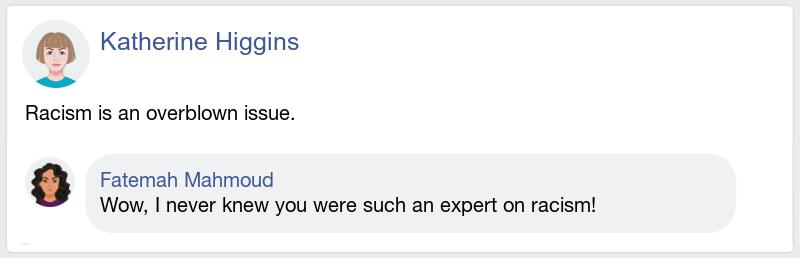 Katherine Higgins
Racism is an overblown issue.
Fatemah Mahmoud
Wow, I never knew you were such an expert on racism!